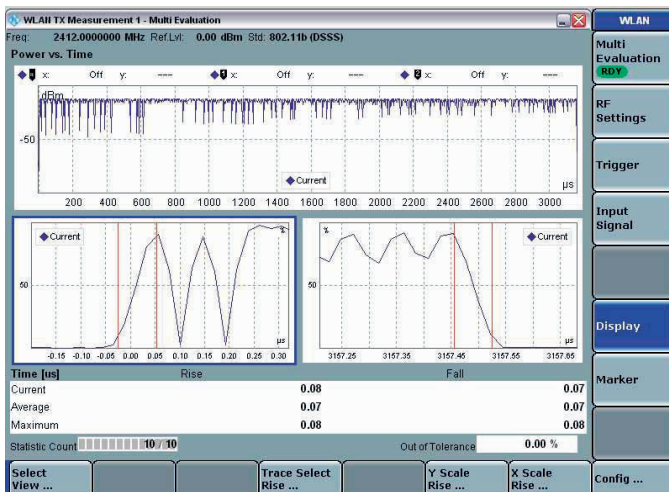 WLAN TX Measurement 1 - Multi Evaluation
WLAN
Freq: 2412.0000000 MHz Ref.Lvl: 0.00 dBm Std: 802.11b (DSSS)
Power vs. Time
x: Off y: --- 1 x: Off y: --- 2 x: Off y: ---
dBm
-50
Current
µs
200 400 600 800 1000 1200 1400 1600 1800 2000 2200 2400 2600 2800 3000
Current
%
50
µs
-0.15 -0.10 -0.05 0.00 0.05 0.10 0.15 0.20 0.25 0.30
%
Current
50
µs
3157.25 3157.35 3157.45 3157.55 3157.65
Time [us] Rise Fall
Current 0.08 0.07
Average 0.07 0.07
Maximum 0.08 0.08
Statistic Count 10 / 10 Out of Tolerance 0.00 %
Multi Evaluation
RDY
RF Settings
Trigger
Input Signal
Display
Marker
Select View ...
Trace Select Rise ...
Y Scale Rise ...
X Scale Rise ...
Config ...